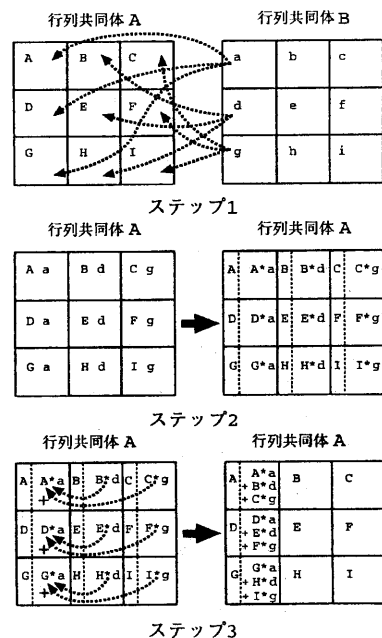 行列共同体 A 行列共同体 B
A B C a b c
D E F d e f
G H I g h i
ステップ1
行列共同体 A 行列共同体 A
A a B d C g A A*a B B*d C C*g
D a E d F g D D*a E E*d F F*g
G a H d I g G G*a H H*d I I*g
ステップ2
行列共同体 A 行列共同体 A
A A*a B B*d C C*g A A*a B C
+ + B*d
+ C*g
D D*a E E*d F F*g D D*a E F
+ + E*d
+ F*g
G G*a H H*d I I*g G G*a H I
+ + H*d
+ I*g
ステップ3